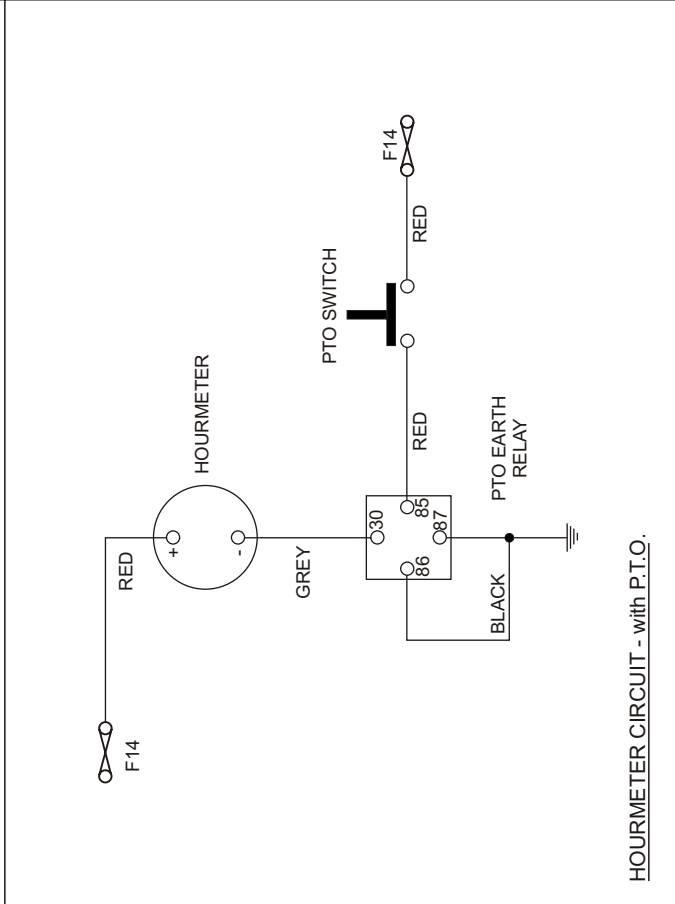 F14
RED
+
HOURMETER
-
GREY
PTO SWITCH
F14
30
86
85
RED
RED
87
BLACK
PTO EARTH
RELAY
HOURMETER CIRCUIT - with P.T.O.